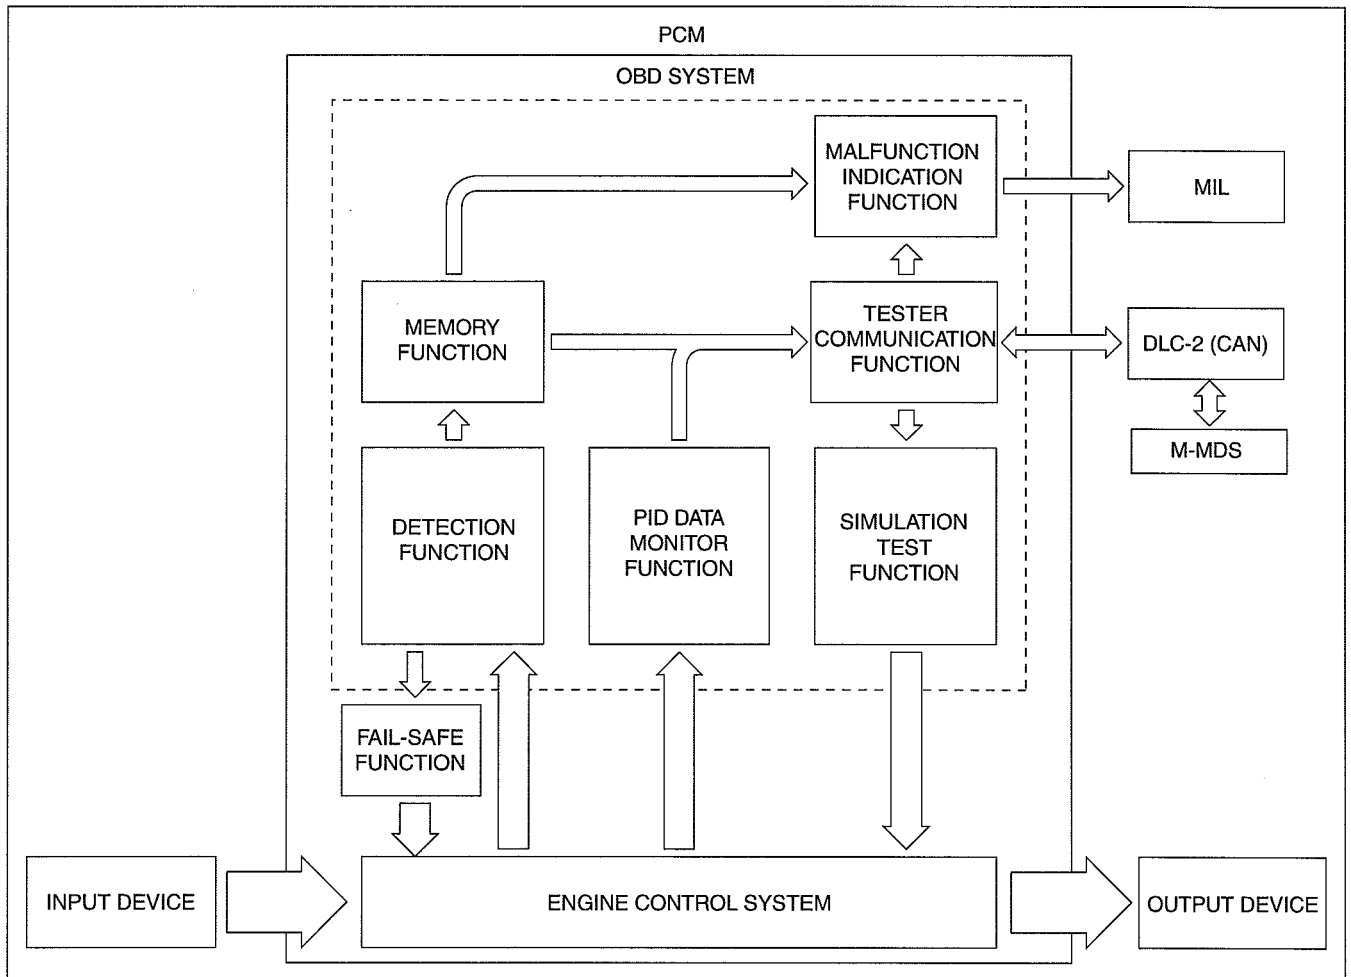 PCM
OBD SYSTEM
MALFUNCTION
INDICATION
FUNCTION
MIL
MEMORY
FUNCTION
TESTER
COMMUNICATION
FUNCTION
DLC-2 (CAN)
M-MDS
DETECTION
FUNCTION
PID DATA
MONITOR
FUNCTION
SIMULATION
TEST
FUNCTION
FAIL-SAFE
FUNCTION
INPUT DEVICE
ENGINE CONTROL SYSTEM
OUTPUT DEVICE